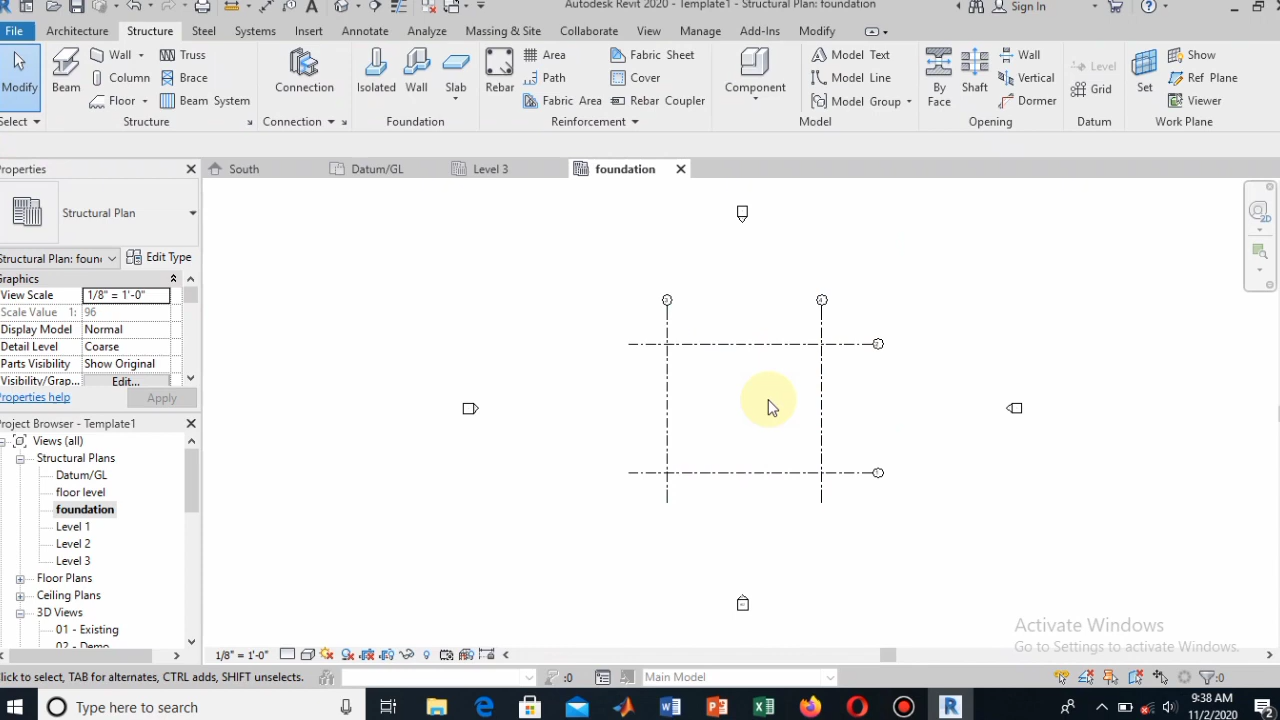 Autodesk Revit 2020 - Template1 - Structural Plan: foundation
Sign In
File Architecture Structure Steel Systems Insert Annotate Analyze Massing & Site Collaborate View Manage Add-Ins Modify
Modify Beam Wall Column Floor Truss Brace Beam System Connection Isolated Wall Slab Rebar Area Path Fabric Area Fabric Sheet Cover Rebar Coupler Component Model Text Model Line Model Group By Face Shaft Wall Vertical Dormer Level Grid Set Show Ref Plane Viewer
Select Structure Connection Foundation Reinforcement Model Opening Datum Work Plane
Properties
South Datum/GL Level 3 foundation
Structural Plan
Structural Plan: foun Edit Type
Graphics
View Scale 1/8" = 1'-0"
Scale Value 1: 96
Display Model Normal
Detail Level Coarse
Parts Visibility Show Original
Visibility/Grap... Edit...
Properties help Apply
Project Browser - Template1
Views (all)
Structural Plans
Datum/GL
floor level
foundation
Level 1
Level 2
Level 3
Floor Plans
Ceiling Plans
3D Views
01 - Existing
02 - Demo
2D
Activate Windows
Go to Settings to activate Windows.
1/8" = 1'-0"
Click to select, TAB for alternates, CTRL adds, SHIFT unselects. :0 Main Model :0
Type here to search
9:38 AM
11/2/2020